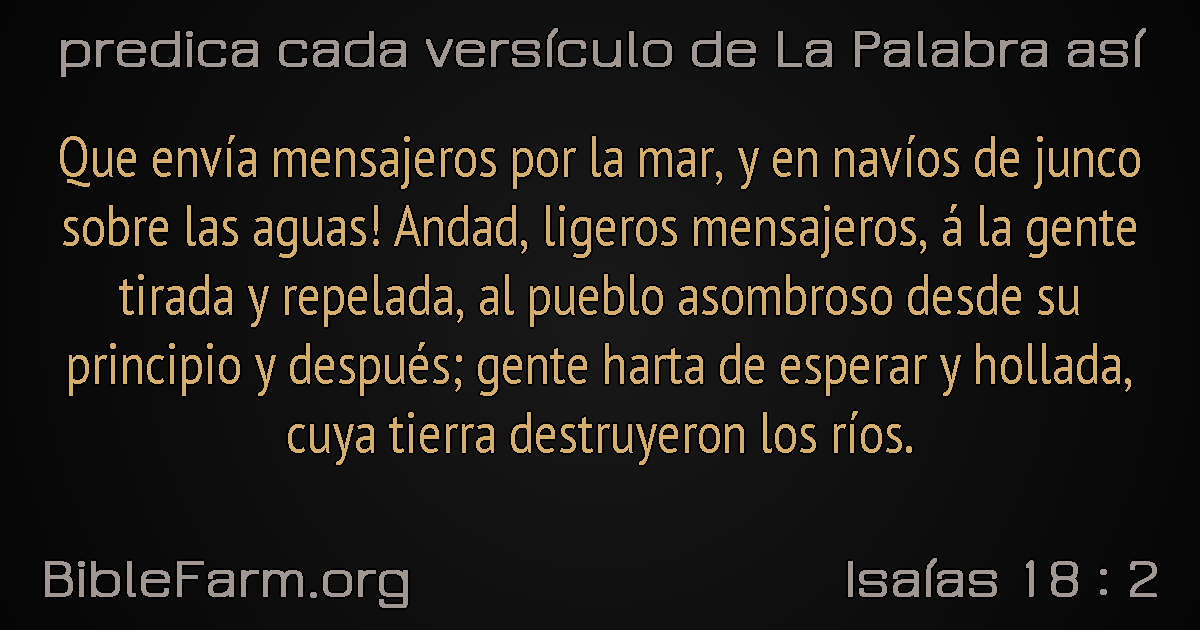 predica cada versículo de La Palabra así
Que envía mensajeros por la mar, y en navíos de junco
sobre las aguas! Andad, ligeros mensajeros, á la gente
tirada y repelada, al pueblo asombroso desde su
principio y después; gente harta de esperar y hollada,
cuya tierra destruyeron los ríos.
BibleFarm.org
Isaías 18 : 2